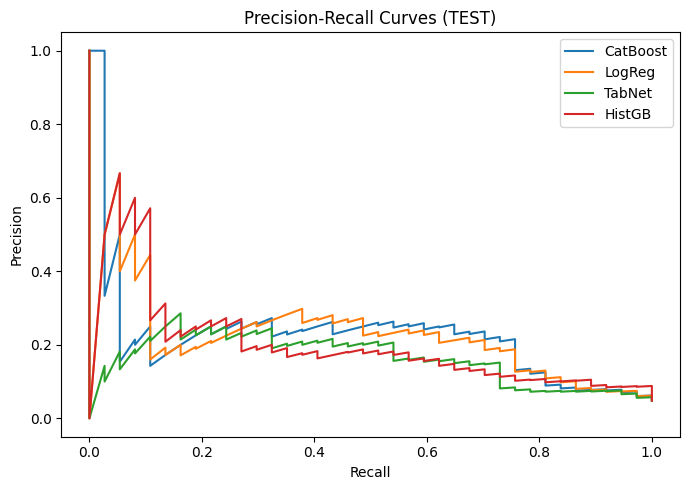 Precision-Recall Curves (TEST)
1.0
0.8
0.6
0.4
0.2
0.0
Precision
CatBoost
LogReg
TabNet
HistGB
0.0 0.2 0.4 0.6 0.8 1.0
Recall